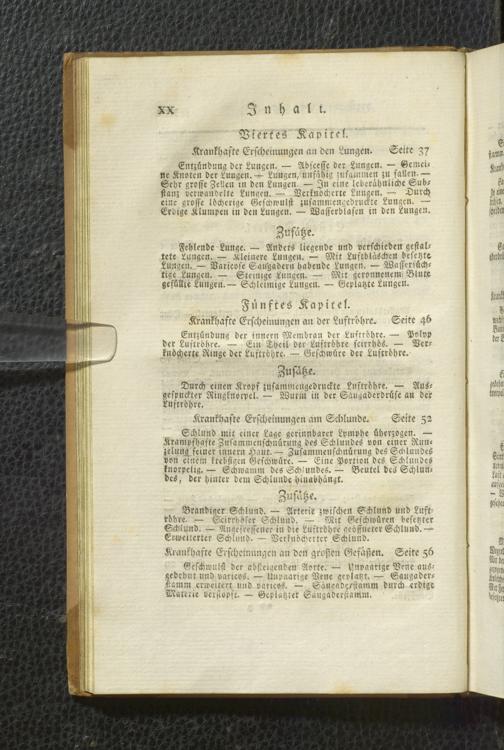 XX Inhalt.
Viertes Kapitel.
Krankhafte Erscheinungen an den Lungen. Seite 37
Entzündung der Lungen. — Abscesse der Lungen. — Gemei-
ne Knoten der Lungen. — Lungen, unfähig zusammen zu fallen. —
Sehr grosse Zellen in den Lungen. — In eine leberähnliche Sub-
stanz verwandelte Lungen. — Verknöcherte Lungen. — Durch
eine grosse löcherige Geschwulst zusammengedruckte Lungen. —
Erdige Klumpen in den Lungen. — Wasserblasen in den Lungen.
Zusätze.
Fehlende Lunge. — Anders liegende und verschieden gestal-
tete Lungen. — Kleinere Lungen. — Mit Luftbläschen besetzte
Lungen. — Varicose Saugadern habende Lungen. — Wassersüch-
tige Lungen. — Steinige Lungen. — Mit geronnenem Blute
gefüllte Lungen. — Schleimige Lungen. — Geplatzte Lungen.
Fünftes Kapitel.
Krankhafte Erscheinungen an der Luftröhre. Seite 46
Entzündung der innern Membran der Luftröhre. — Polyp
der Luftröhre. — Ein Theil der Luftröhre scirrhös. — Ver-
knöcherte Ringe der Luftröhre. — Geschwüre der Luftröhre.
Zusätze.
Durch einen Kropf zusammengedruckte Luftröhre. — Aus-
gespuckter Ringknorpel. — Wurm in der Saugaderdrüse an der
Luftröhre.
Krankhafte Erscheinungen am Schlunde. Seite 52
Schlund mit einer Lage gerinnbarer Lymphe überzogen. —
Krampfhafte Zusammenschnürung des Schlundes von einer Run-
zelung seiner innern Haut. — Zusammenschnürung des Schlundes
von einem krebsigen Geschwüre. — Eine Portion des Schlundes
knorpelig. — Schwamm des Schlundes. — Beutel des Schlun-
des, der hinter dem Schlunde hinabhängt.
Zusätze.
Brandiger Schlund. — Arterie zwischen Schlund und Luft-
röhre. — Scirrhöser Schlund. — Mit Geschwüren besetzter
Schlund. — Angefressener in die Luftröhre geöffneter Schlund. —
Erweiterter Schlund. — Verknöcherter Schlund.
Krankhafte Erscheinungen an den großen Gefäßen. Seite 56
Geschwulst der absteigenden Aorte. — Unpaarige Vene aus-
gedehnt und varicos. — Unpaarige Vene geplatzt. — Saugader-
stamm erweitert und varicos. — Saugaderstamm durch erdige
Materie verstopft. — Geplatzter Saugaderstamm.